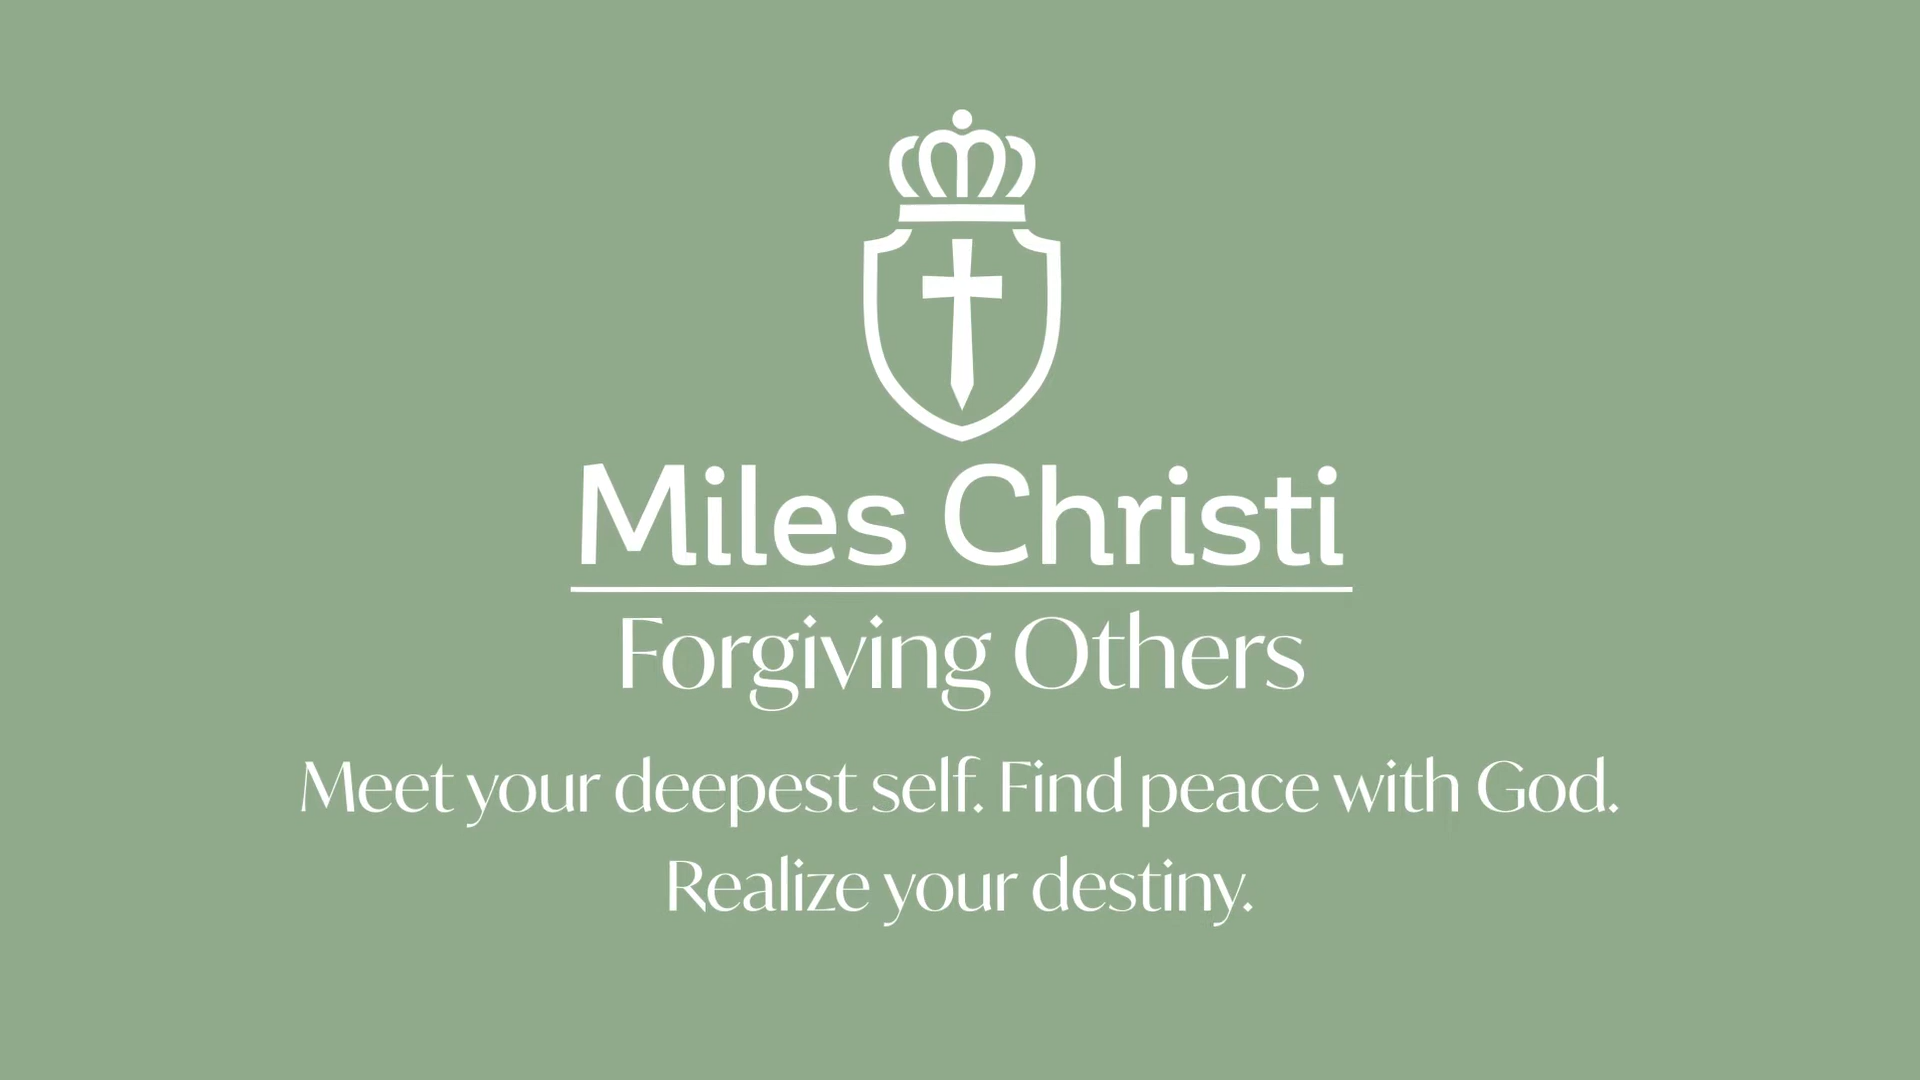 Miles Christi
Forgiving Others
Meet your deepest self. Find peace with God.
Realize your destiny.